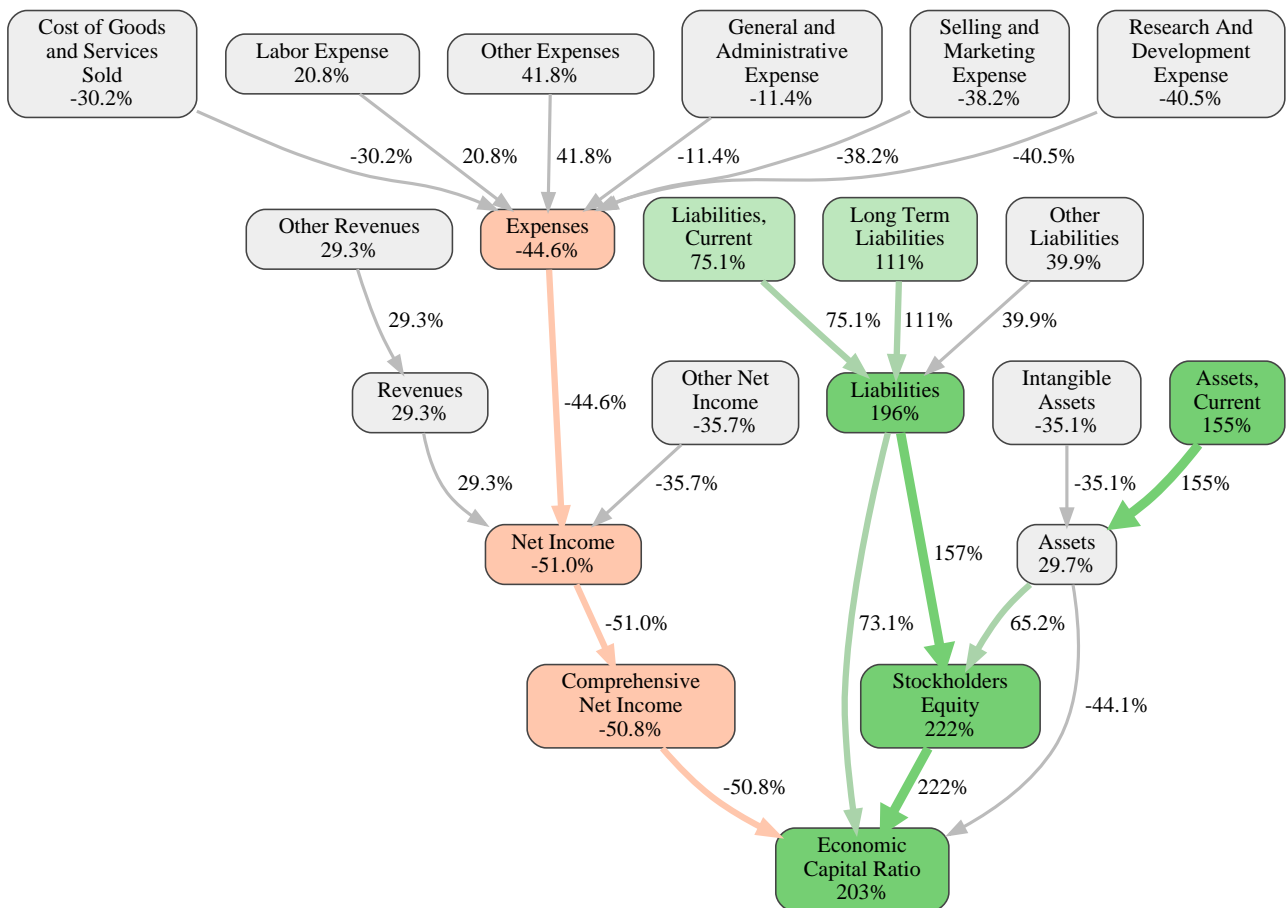 Cost of Goods
and Services
Sold
-30.2%
Labor Expense
20.8%
Other Expenses
41.8%
General and
Administrative
Expense
-11.4%
Selling and
Marketing
Expense
-38.2%
Research And
Development
Expense
-40.5%
-30.2%
20.8%
41.8%
-11.4%
-38.2%
-40.5%
Other Revenues
29.3%
Expenses
-44.6%
Liabilities,
Current
75.1%
Long Term
Liabilities
111%
Other
Liabilities
39.9%
29.3%
75.1%
111%
39.9%
Revenues
29.3%
-44.6%
Other Net
Income
-35.7%
Liabilities
196%
Intangible
Assets
-35.1%
Assets,
Current
155%
29.3%
-35.7%
-35.1%
155%
Net Income
-51.0%
157%
Assets
29.7%
-51.0%
73.1%
65.2%
Comprehensive
Net Income
-50.8%
Stockholders
Equity
222%
-44.1%
-50.8%
222%
Economic
Capital Ratio
203%